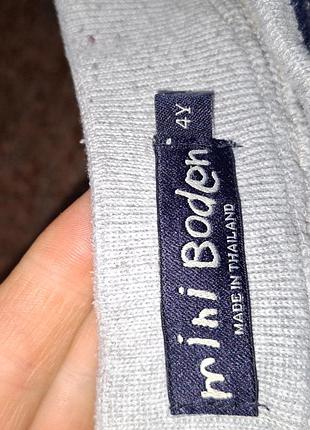 4Y
mini Boden
MADE IN THAILAND